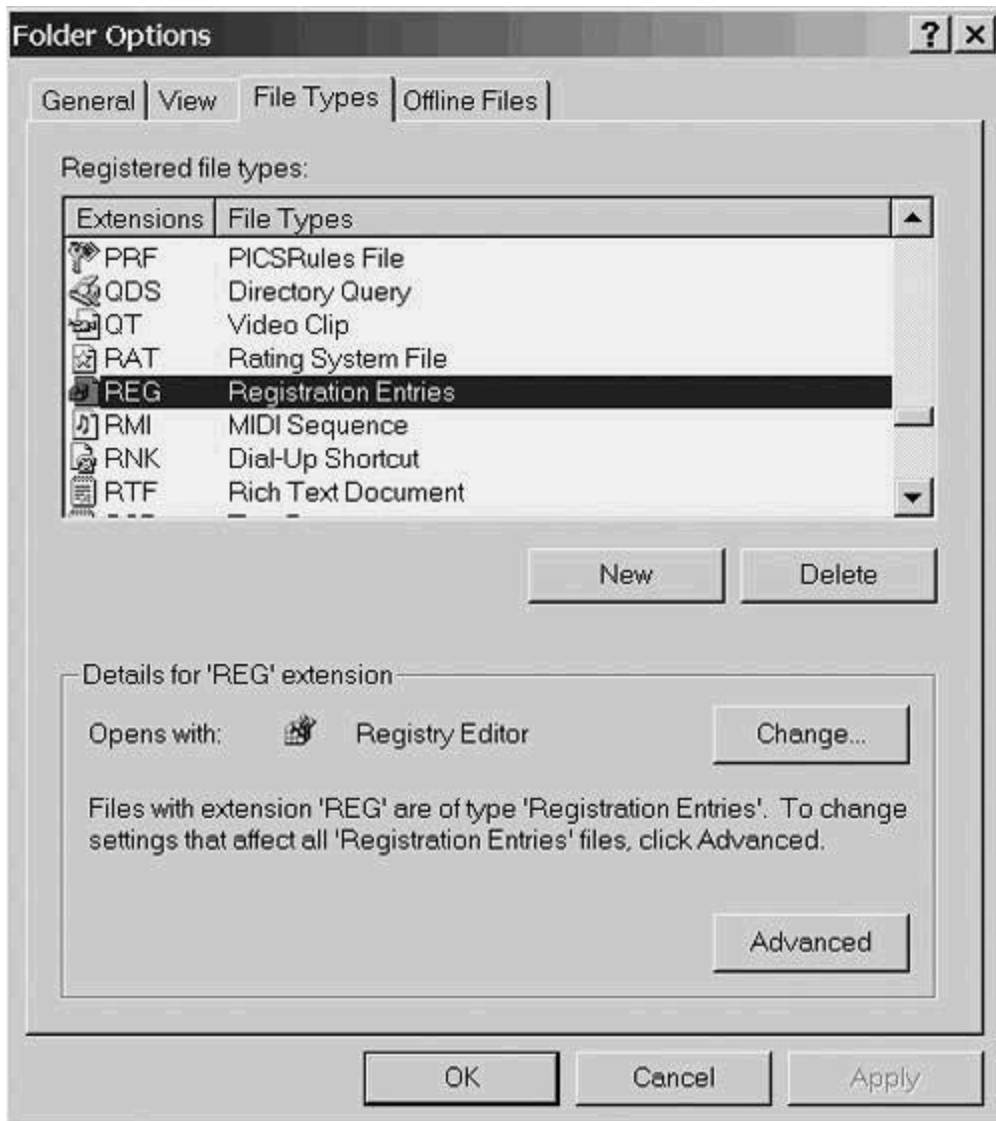 Folder Options
General View File Types Offline Files
Registered file types:
Extensions File Types
PRF PICSRules File
QDS Directory Query
QT Video Clip
RAT Rating System File
REG Registration Entries
RMI MIDI Sequence
RNK Dial-Up Shortcut
RTF Rich Text Document
New Delete
Details for 'REG' extension
Opens with: Registry Editor Change...
Files with extension 'REG' are of type 'Registration Entries'. To change
settings that affect all 'Registration Entries' files, click Advanced.
Advanced
OK Cancel Apply